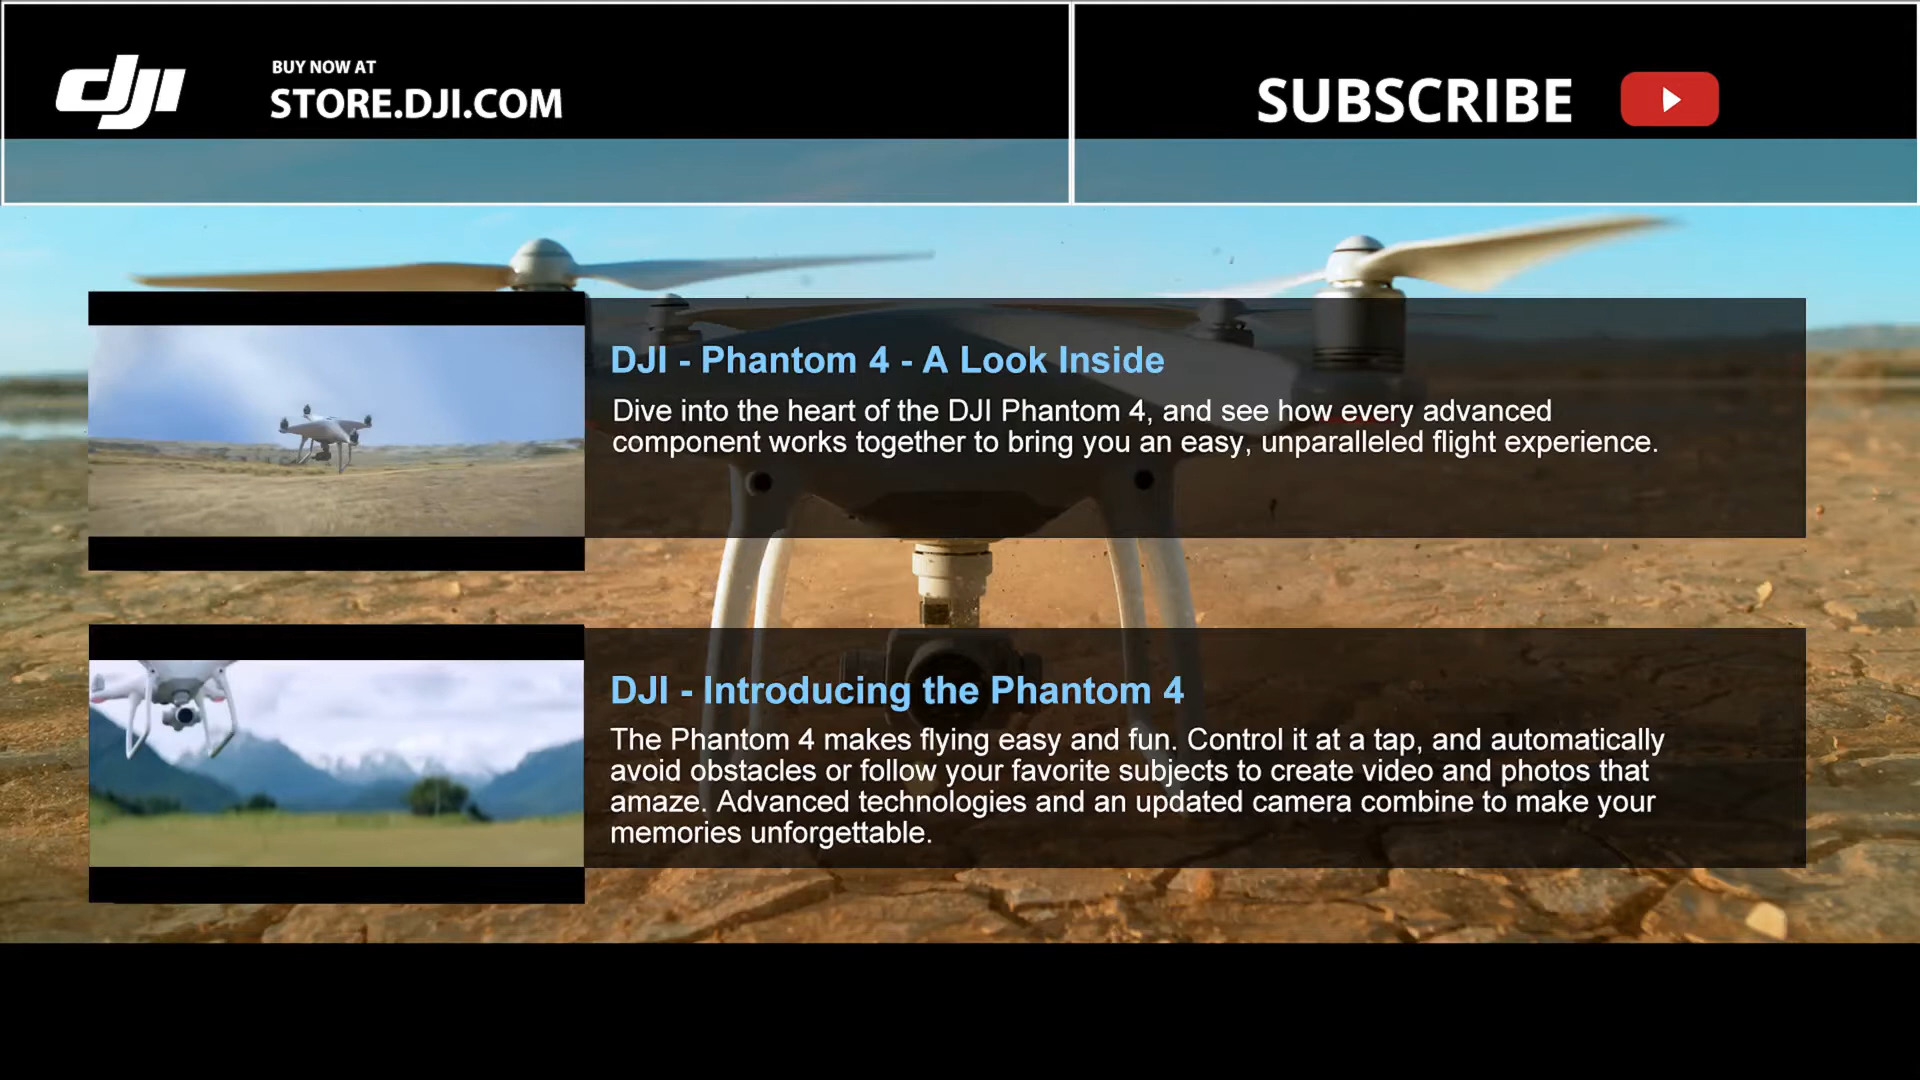 dji
BUY NOW AT
STORE.DJI.COM
SUBSCRIBE
DJI - Phantom 4 - A Look Inside
Dive into the heart of the DJI Phantom 4, and see how every advanced
component works together to bring you an easy, unparalleled flight experience.
DJI - Introducing the Phantom 4
The Phantom 4 makes flying easy and fun. Control it at a tap, and automatically
avoid obstacles or follow your favorite subjects to create video and photos that
amaze. Advanced technologies and an updated camera combine to make your
memories unforgettable.